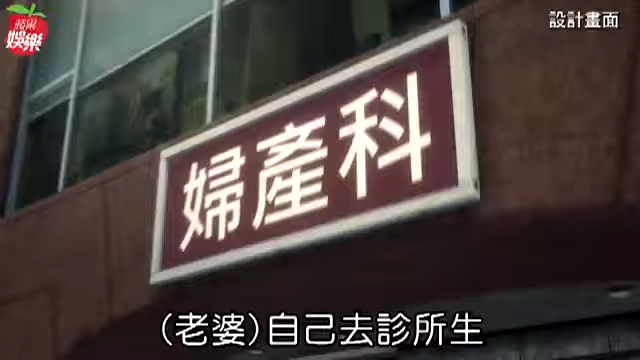 蘋果
娛樂
設計畫面
婦產科
(老婆)自己去診所生